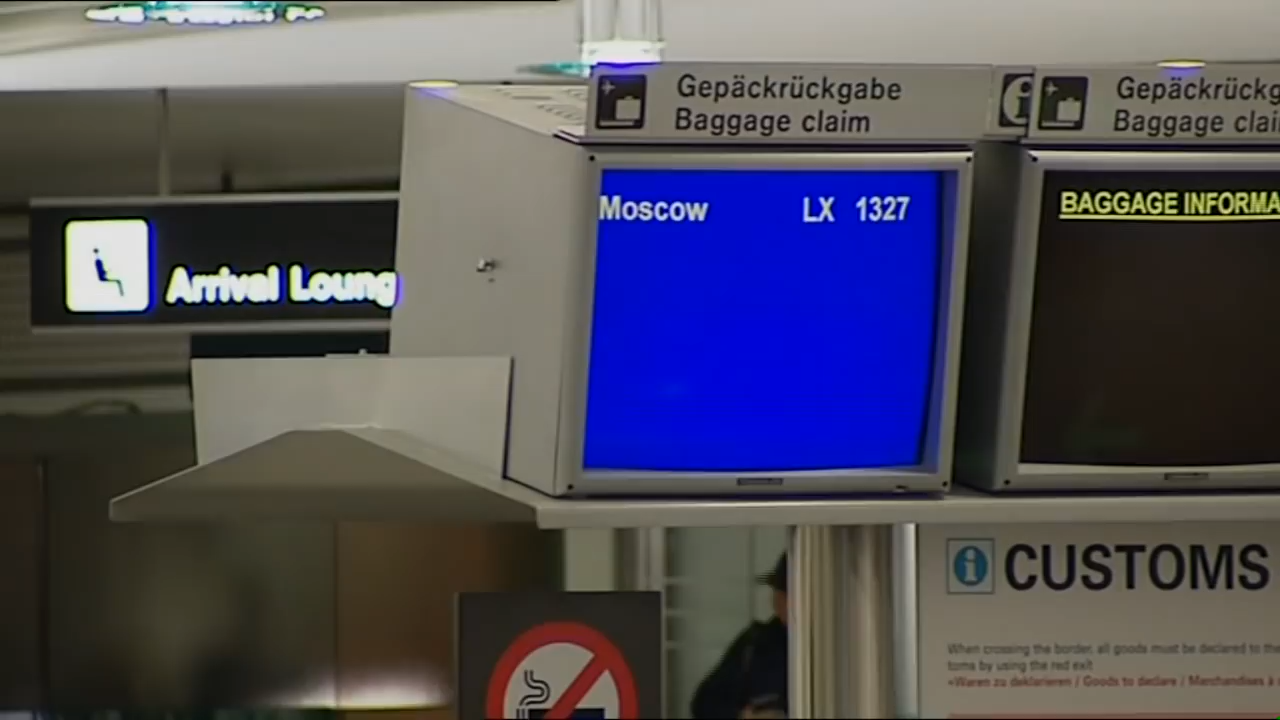 Gepäckrückgabe
Baggage claim
Gepäckrückg
Baggage clai
Moscow LX 1327
BAGGAGE INFORMA
Arrival Loung
CUSTOMS
When crossing the border, all goods must be declared to the
toms by using the red exit
•Waren zu deklarieren / Goods to declare / Merchandises à